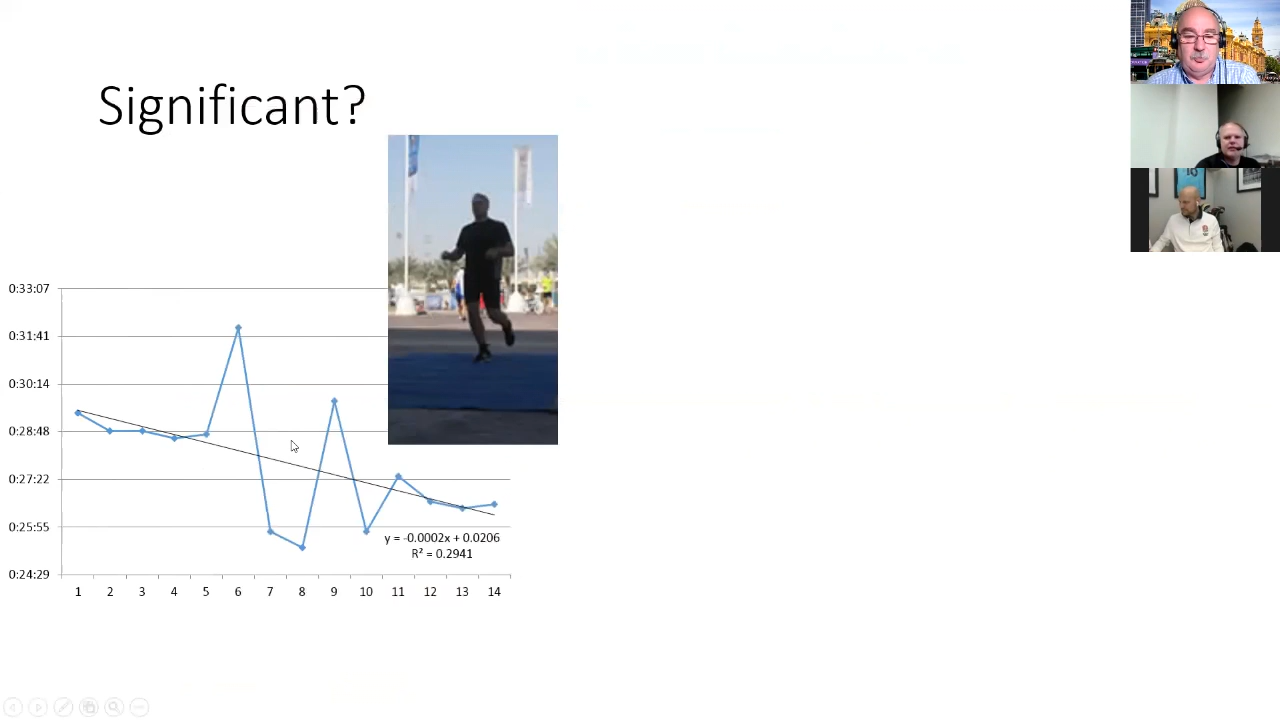 Significant?
0:33:07
0:31:41
0:30:14
0:28:48
0:27:22
0:25:55
0:24:29
y = -0.0002x + 0.0206
R² = 0.2941
1 2 3 4 5 6 7 8 9 10 11 12 13 14